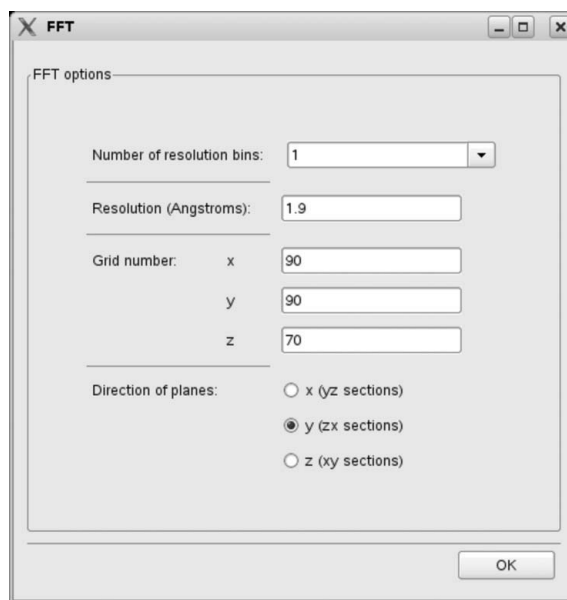 FFT
FFT options
Number of resolution bins: 1
Resolution (Angstroms): 1.9
Grid number: x 90
y 90
z 70
Direction of planes: x (yz sections)
y (zx sections)
z (xy sections)
OK